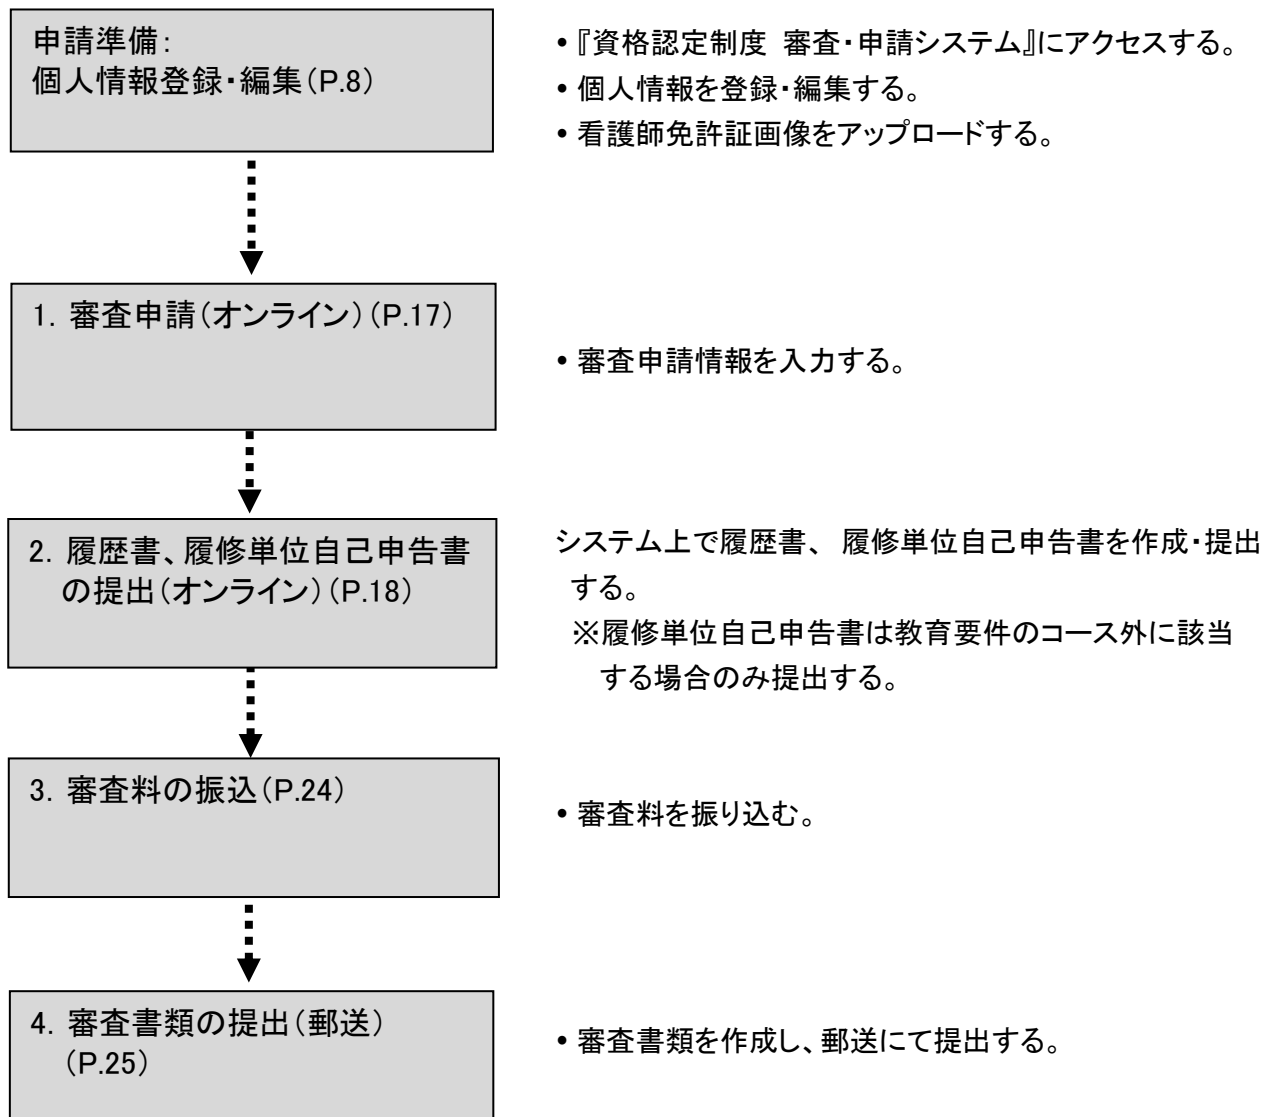 申請準備:
個人情報登録・編集(P.8)
• 『資格認定制度 審査・申請システム』にアクセスする。
• 個人情報を登録・編集する。
• 看護師免許証画像をアップロードする。
1. 審査申請(オンライン)(P.17)
• 審査申請情報を入力する。
2. 履歴書、履修単位自己申告書
の提出(オンライン)(P.18)
システム上で履歴書、 履修単位自己申告書を作成・提出
する。
※履修単位自己申告書は教育要件のコース外に該当
する場合のみ提出する。
3. 審査料の振込(P.24)
• 審査料を振り込む。
4. 審査書類の提出(郵送)
(P.25)
• 審査書類を作成し、郵送にて提出する。